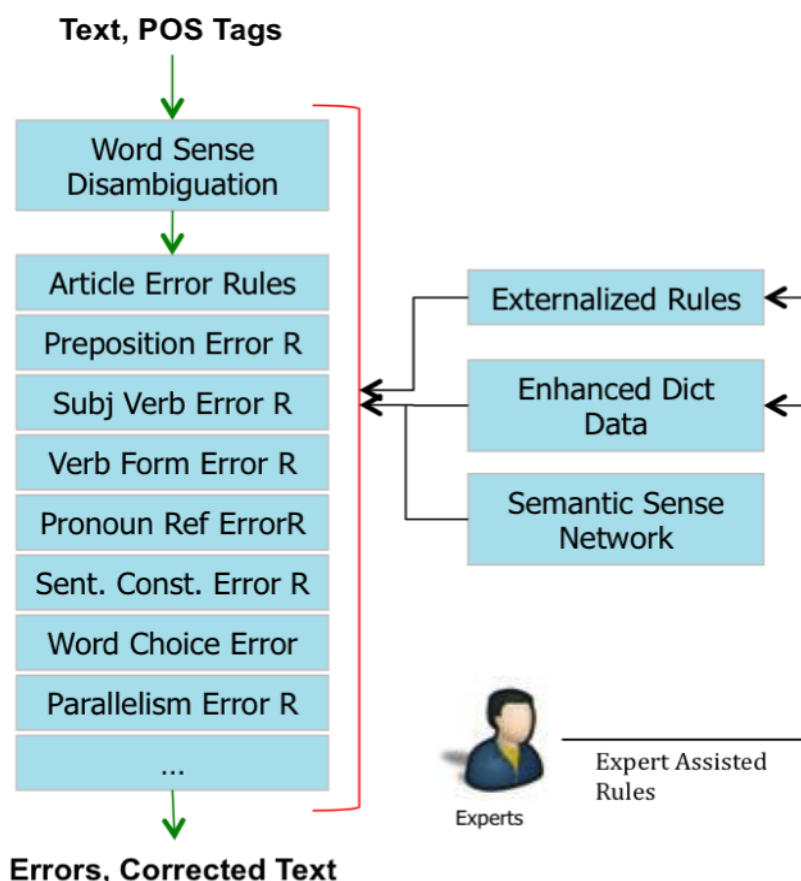 Text, POS Tags
Word Sense
Disambiguation
Article Error Rules
Preposition Error R
Subj Verb Error R
Verb Form Error R
Pronoun Ref ErrorR
Sent. Const. Error R
Word Choice Error
Parallelism Error R
...
Errors, Corrected Text
Externalized Rules
Enhanced Dict
Data
Semantic Sense
Network
Expert Assisted
Rules
Experts